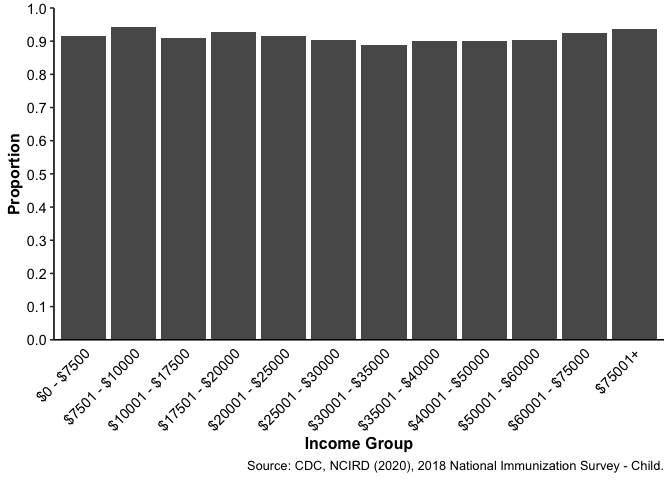 1.0
0.9
0.8
0.7
0.6
0.5
0.4
0.3
0.2
0.1
0.0
Proportion
$0 - $7500
$7501 - $10000
$10001 - $17500
$17501 - $20000
$20001 - $25000
$25001 - $30000
$30001 - $35000
$35001 - $40000
$40001 - $50000
$50001 - $60000
$60001 - $75000
$75001+
Income Group
Source: CDC, NCIRD (2020), 2018 National Immunization Survey - Child.